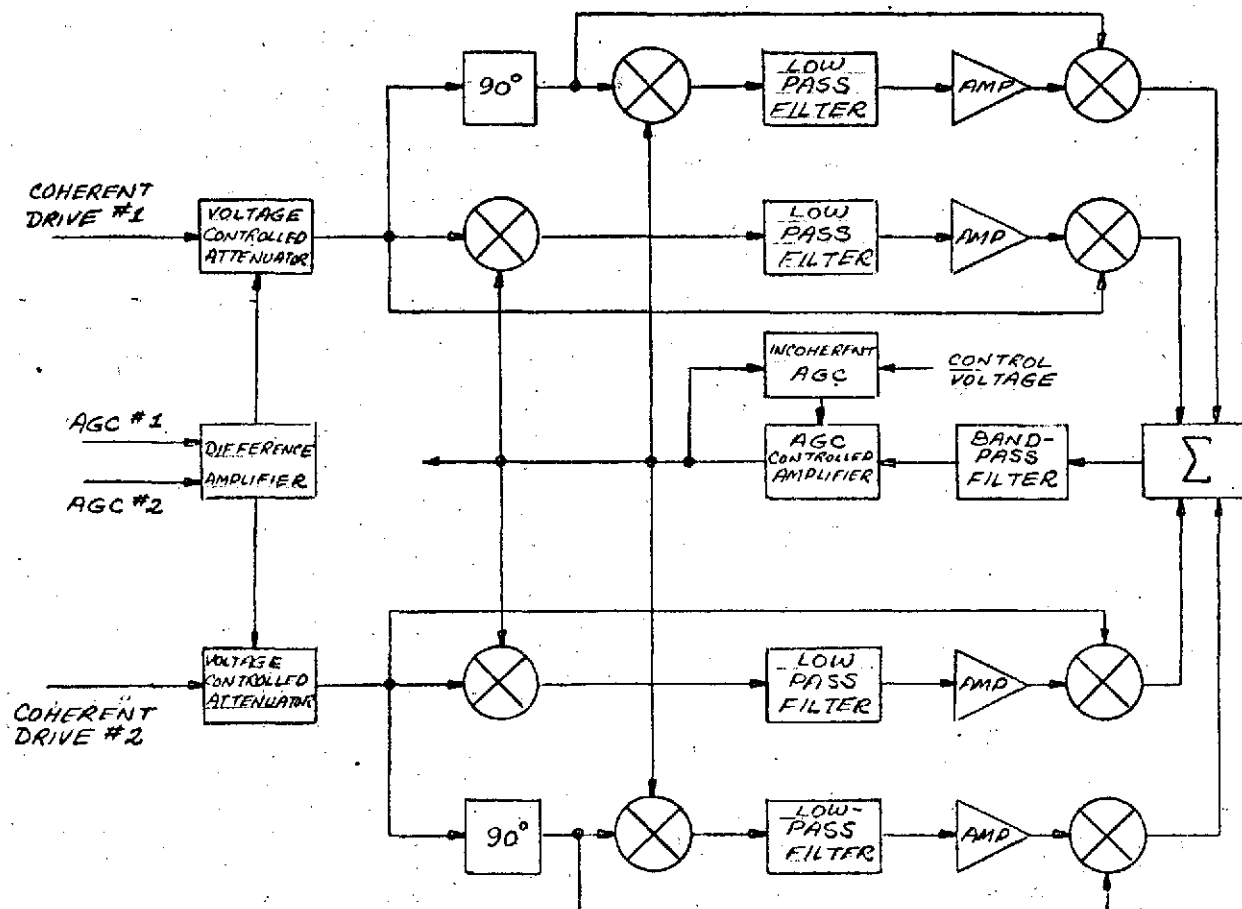 90°
LOW
PASS
FILTER
AMP
COHERENT
DRIVE #1
VOLTAGE
CONTROLLED
ATTENUATOR
LOW
PASS
FILTER
AMP
INCOHERENT
AGC
CONTROL
VOLTAGE
AGC #1
AGC #2
DIFFERENCE
AMPLIFIER
AGC
CONTROLLED
AMPLIFIER
BAND-
PASS
FILTER
Σ
COHERENT
DRIVE #2
VOLTAGE
CONTROLLED
ATTENUATOR
LOW
PASS
FILTER
AMP
90°
LOW-
PASS
FILTER
AMP